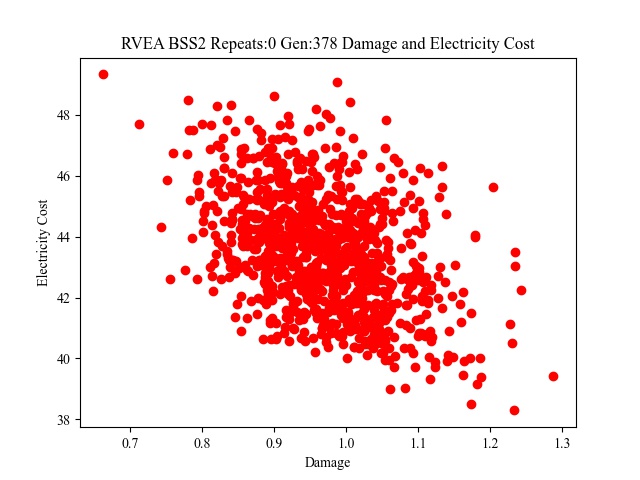 RVEA BSS2 Repeats:0 Gen:378 Damage and Electricity Cost
48
46
44
42
40
38
Electricity Cost
0.7 0.8 0.9 1.0 1.1 1.2 1.3
Damage